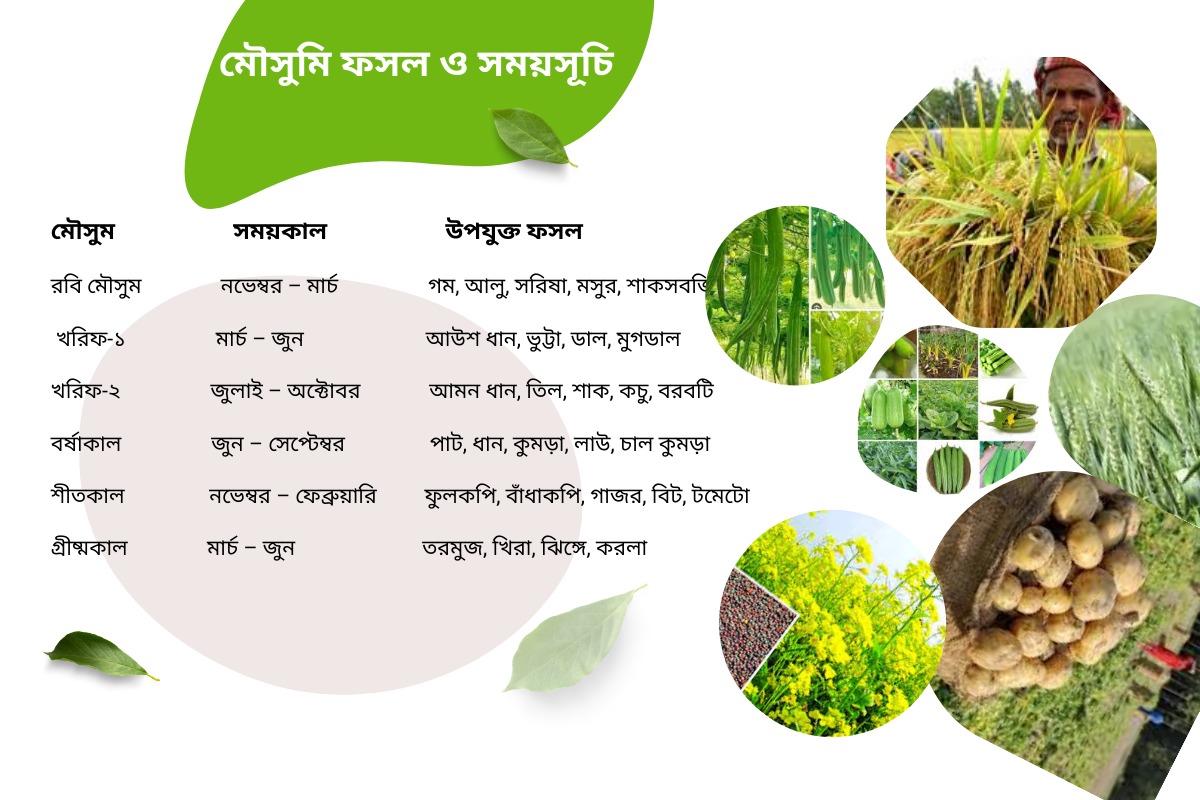 মৌসুমি ফসল ও সময়সূচি
মৌসুম সময়কাল উপযুক্ত ফসল
রবি মৌসুম নভেম্বর – মার্চ গম, আলু, সরিষা, মসুর, শাকসবজি
খরিফ-১ মার্চ – জুন আউশ ধান, ভুট্টা, ডাল, মুগডাল
খরিফ-২ জুলাই – অক্টোবর আমন ধান, তিল, শাক, কচু, বরবটি
বর্ষাকাল জুন – সেপ্টেম্বর পাট, ধান, কুমড়া, লাউ, চাল কুমড়া
শীতকাল নভেম্বর – ফেব্রুয়ারি ফুলকপি, বাঁধাকপি, গাজর, বিট, টমেটো
গ্রীষ্মকাল মার্চ – জুন তরমুজ, খিরা, ঝিঙ্গে, করলা